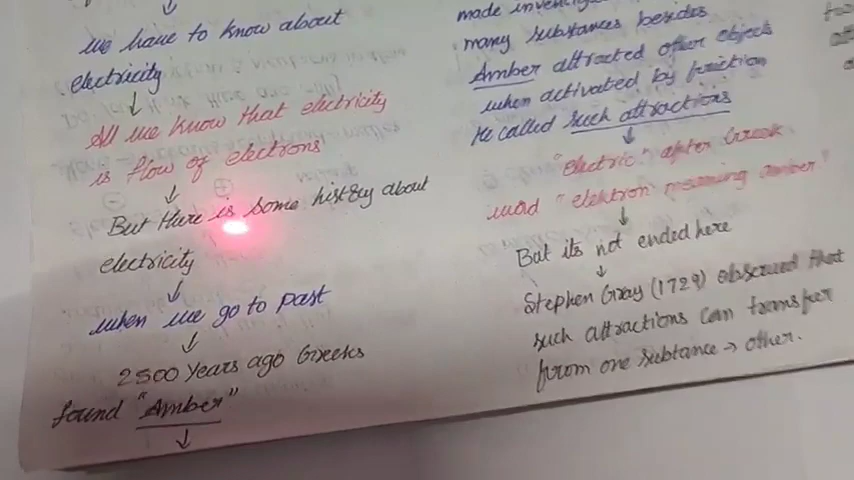 we have to know about
electricity
All we know that electricity
is flow of electrons
But there is some history about
electricity
when we go to past
2500 years ago Greeks
found "Amber"
made
many substances besides
Amber attracted other objects
when activated by friction
He called such attractions
"Electric" after Greek
word "elektron meaning amber"
But its not ended here
Stephen Gray (1729) observed that
such attractions can transfer
from one substance → other.